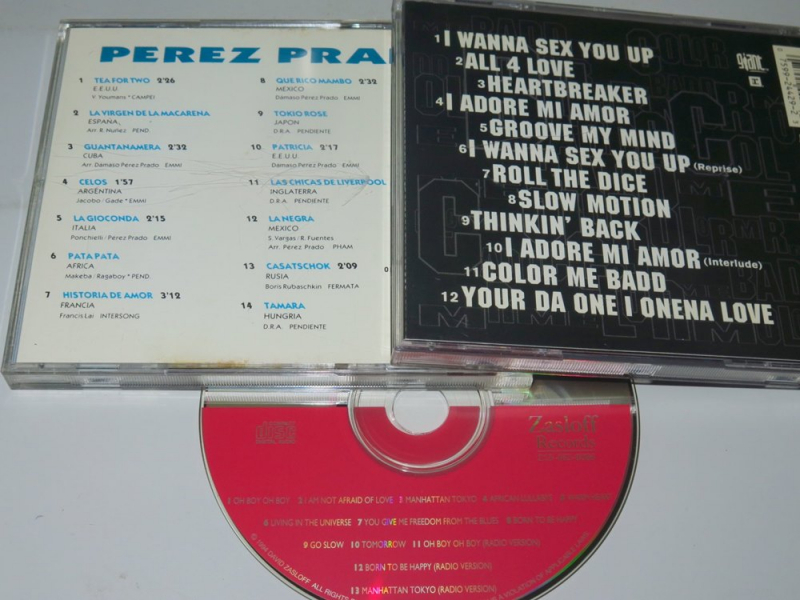 PEREZ PRA
1 TEA FOR TWO 2'26
E.E.U.U
V. Youmans * CAMPEI
2 LA VIRGEN DE LA MACARENA
ESPAÑA
Arr. B. Nuñez PEND.
3 GUANTANAMERA 2'32
CUBA
Arr. Damaso Perez Prado EMMI
4 CELOS 1'57
ARGENTINA
Jacobo / Gade * EMMI
5 LA GIOCONDA 2'15
ITALIA
Ponchielli - Perez Prado EMMI
6 PATA PATA
AFRICA
Makeba / Ragaboy * PEND.
7 HISTORIA DE AMOR 3'12
FRANCIA
Francis Lai INTERSONG
8 QUE RICO MAMBO 2'32
MEXICO
Damaso Perez Prado EMMI
9 TOKIO ROSE
JAPON
D.R.A. PENDIENTE
10 PATRICIA 2'17
E.E.U.U
Damaso Perez Prado EMMI
11 LAS CHICAS DE LIVERPOOL
INGLATERRA
D.R.A. PENDIENTE
12 LA NEGRA
MEXICO
S. Vargas / R. Fuentes
Arr. Perez Prado PHAM
13 CASATSCHOK 2'09
RUSIA
Boris Rubaschkin FERMATA
14 TAMARA
HUNGRIA
D.R.A. PENDIENTE
1 I WANNA SEX YOU UP
2 ALL 4 LOVE
3 HEARTBREAKER
4 I ADORE MI AMOR
5 GROOVE MY MIND
6 I WANNA SEX YOU UP (Reprise)
7 ROLL THE DICE
8 SLOW MOTION
9 THINKIN' BACK
10 I ADORE MI AMOR (Interlude)
11 COLOR ME BADD
12 YOUR DA ONE I ONENA LOVE
giant
Zasloff
Records
1 OH BOY OH BOY 2 I AM NOT AFRAID OF LOVE 3 MANHATTAN TOKYO 4 AFRICAN
6 LIVING IN THE UNIVERSE 7 YOU GIVE ME FREEDOM FROM THE BLUES 8 BORN TO BE HAPPY
9 GO SLOW 10 TOMORROW 11 OH BOY OH BOY (RADIO VERSION)
12 BORN TO BE HAPPY (RADIO VERSION)
13 MANHATTAN TOKYO (RADIO VERSION)
© 1994 DAVID ZASLOFF ALL RIGHTS